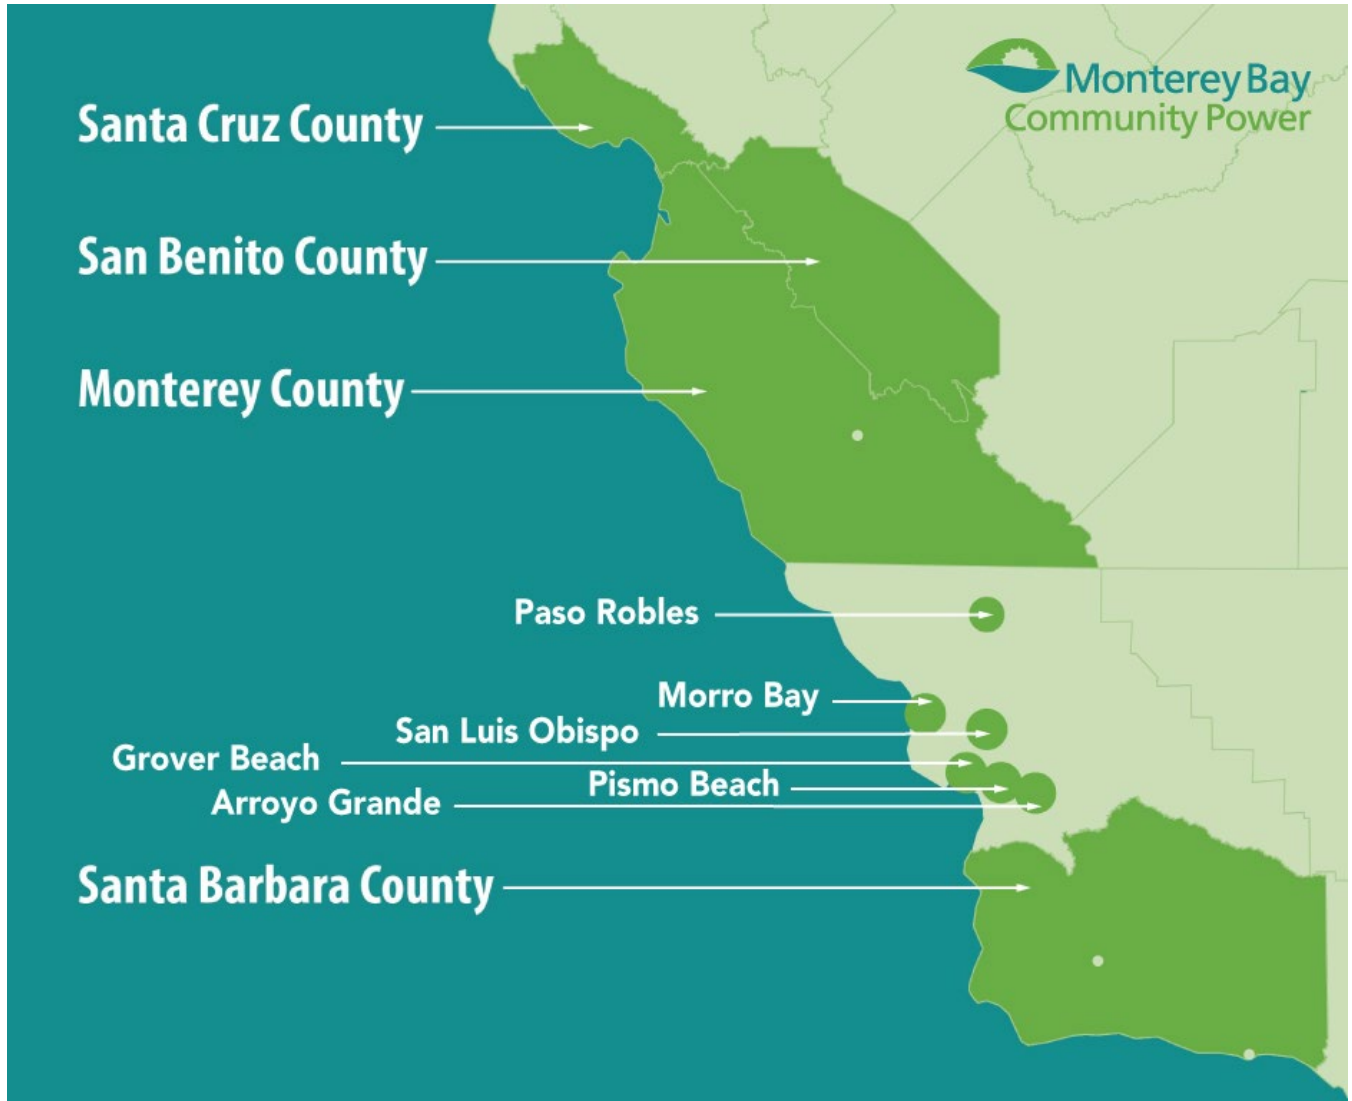 Monterey Bay
Community Power
Santa Cruz County
San Benito County
Monterey County
Paso Robles
Morro Bay
San Luis Obispo
Grover Beach
Pismo Beach
Arroyo Grande
Santa Barbara County